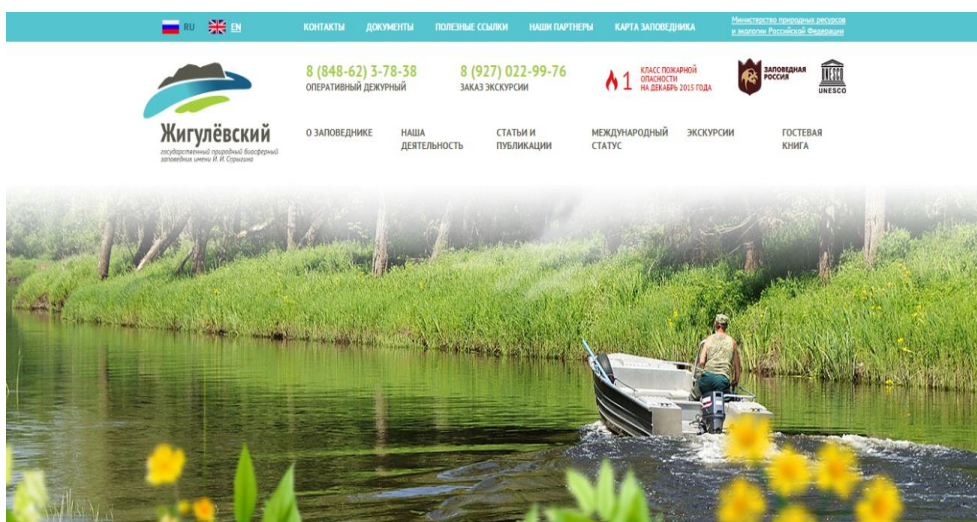 RU EN КОНТАКТЫ ДОКУМЕНТЫ ПОЛЕЗНЫЕ ССЫЛКИ НАШИ ПАРТНЕРЫ КАРТА ЗАПОВЕДНИКА
Министерство природных ресурсов
и экологии Российской Федерации
8 (848-62) 3-78-38
ОПЕРАТИВНЫЙ ДЕЖУРНЫЙ
8 (927) 022-99-76
ЗАКАЗ ЭКСКУРСИИ
1
КЛАСС ПОЖАРНОЙ
ОПАСНОСТИ
НА ДЕКАБРЬ 2015 ГОДА
ЗАПОВЕДНАЯ
РОССИЯ
UNESCO
UNESCO
Жигулёвский
государственный природный биосферный
заповедник имени И. И. Спрыгина
О ЗАПОВЕДНИКЕ
НАША
ДЕЯТЕЛЬНОСТЬ
СТАТЬИ И
ПУБЛИКАЦИИ
МЕЖДУНАРОДНЫЙ
СТАТУС
ЭКСКУРСИИ
ГОСТЕВАЯ
КНИГА